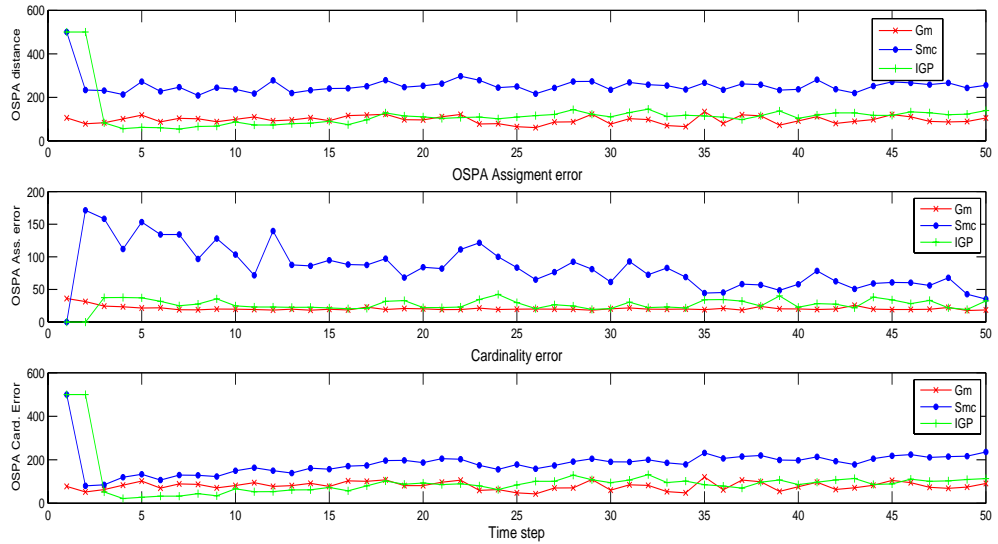 600
400
200
0
OSPA distance
Gm
Smc
IGP
0 5 10 15 20 25 30 35 40 45 50
OSPA Assigment error
200
150
100
50
0
OSPA Ass. error
Gm
Smc
IGP
0 5 10 15 20 25 30 35 40 45 50
Cardinality error
600
400
200
0
OSPA Card. Error
Gm
Smc
IGP
0 5 10 15 20 25 30 35 40 45 50
Time step